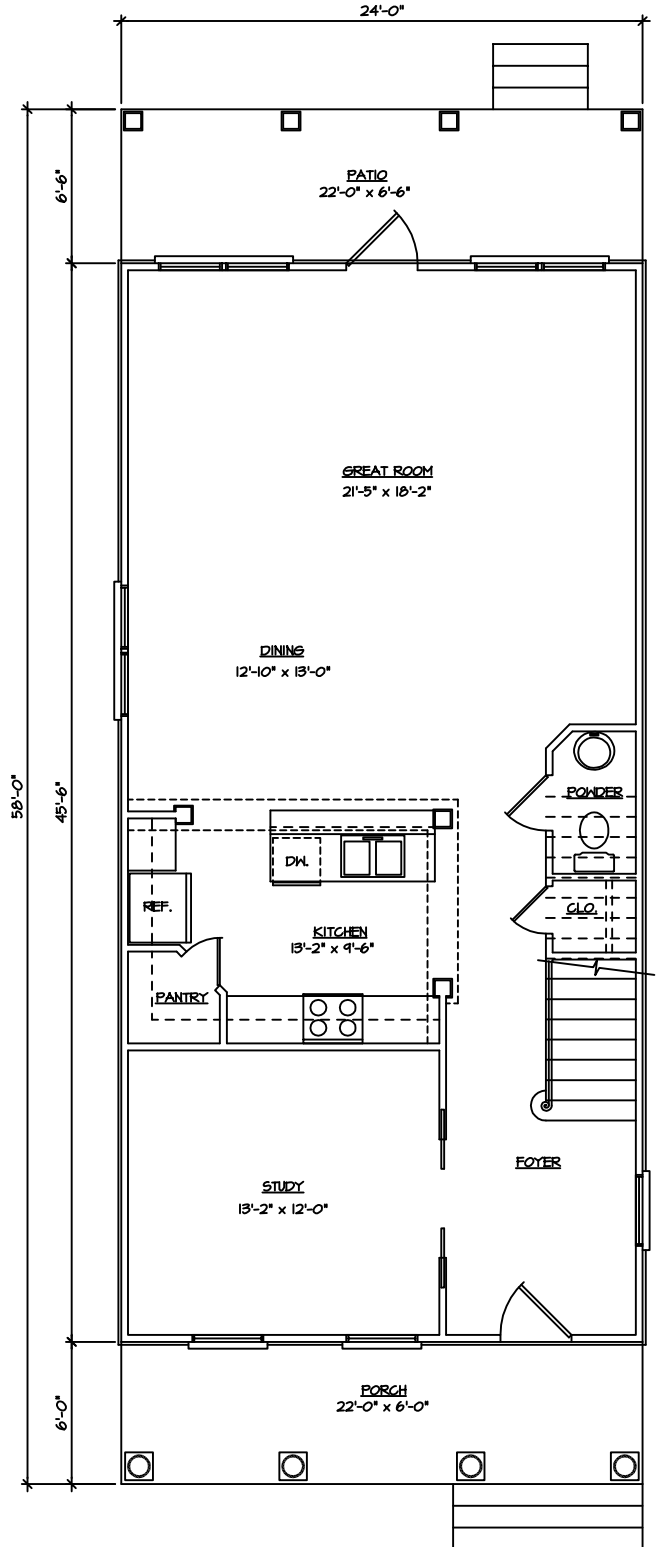 24'-0"
6'-6"
PATIO
22'-0" x 6'-6"
GREAT ROOM
21'-5" x 18'-2"
DINING
12'-10" x 13'-0"
58'-0"
45'-6"
POWDER
DW.
REF.
CLO.
KITCHEN
13'-2" x 9'-6"
PANTRY
FOYER
STUDY
13'-2" x 12'-0"
6'-0"
PORCH
22'-0" x 6'-0"